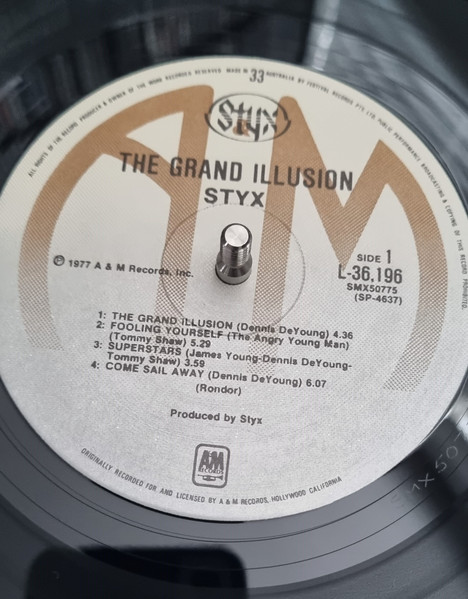 ALL RIGHTS OF THE RECORD PRODUCER & OWNER OF THE WORK RECORDED RESERVED MADE IN AUSTRALIA BY FESTIVAL RECORDS PTY. LTD. PUBLIC PERFORMANCE BROADCASTING & COPYING OF THIS RECORD PROHIBITED
33
Styx
THE GRAND ILLUSION
STYX
SIDE 1
L-36,196
SMX50775
(SP-4637)
℗ 1977 A & M Records, Inc.
1: THE GRAND ILLUSION (Dennis DeYoung) 4.36
2: FOOLING YOURSELF (The Angry Young Man)
(Tommy Shaw) 5.29
3: SUPERSTARS (James Young-Dennis DeYoung-
Tommy Shaw) 3.59
4: COME SAIL AWAY (Dennis DeYoung) 6.07
(Rondor)
Produced by Styx
A&M
RECORDS
ORIGINALLY RECORDED FOR AND LICENSED BY A & M RECORDS, HOLLYWOOD CALIFORNIA